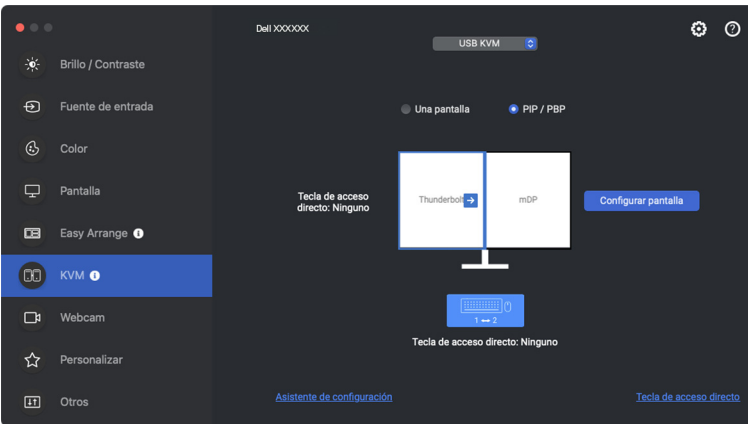 Dell XXXXXX
USB KVM
Brillo / Contraste
Fuente de entrada
Color
Pantalla
Easy Arrange
KVM
Webcam
Personalizar
Otros
Una pantalla
PIP / PBP
Tecla de acceso
directo: Ninguno
Thunderbolt
mDP
Configurar pantalla
1 2
Tecla de acceso directo: Ninguno
Asistente de configuración
Tecla de acceso directo